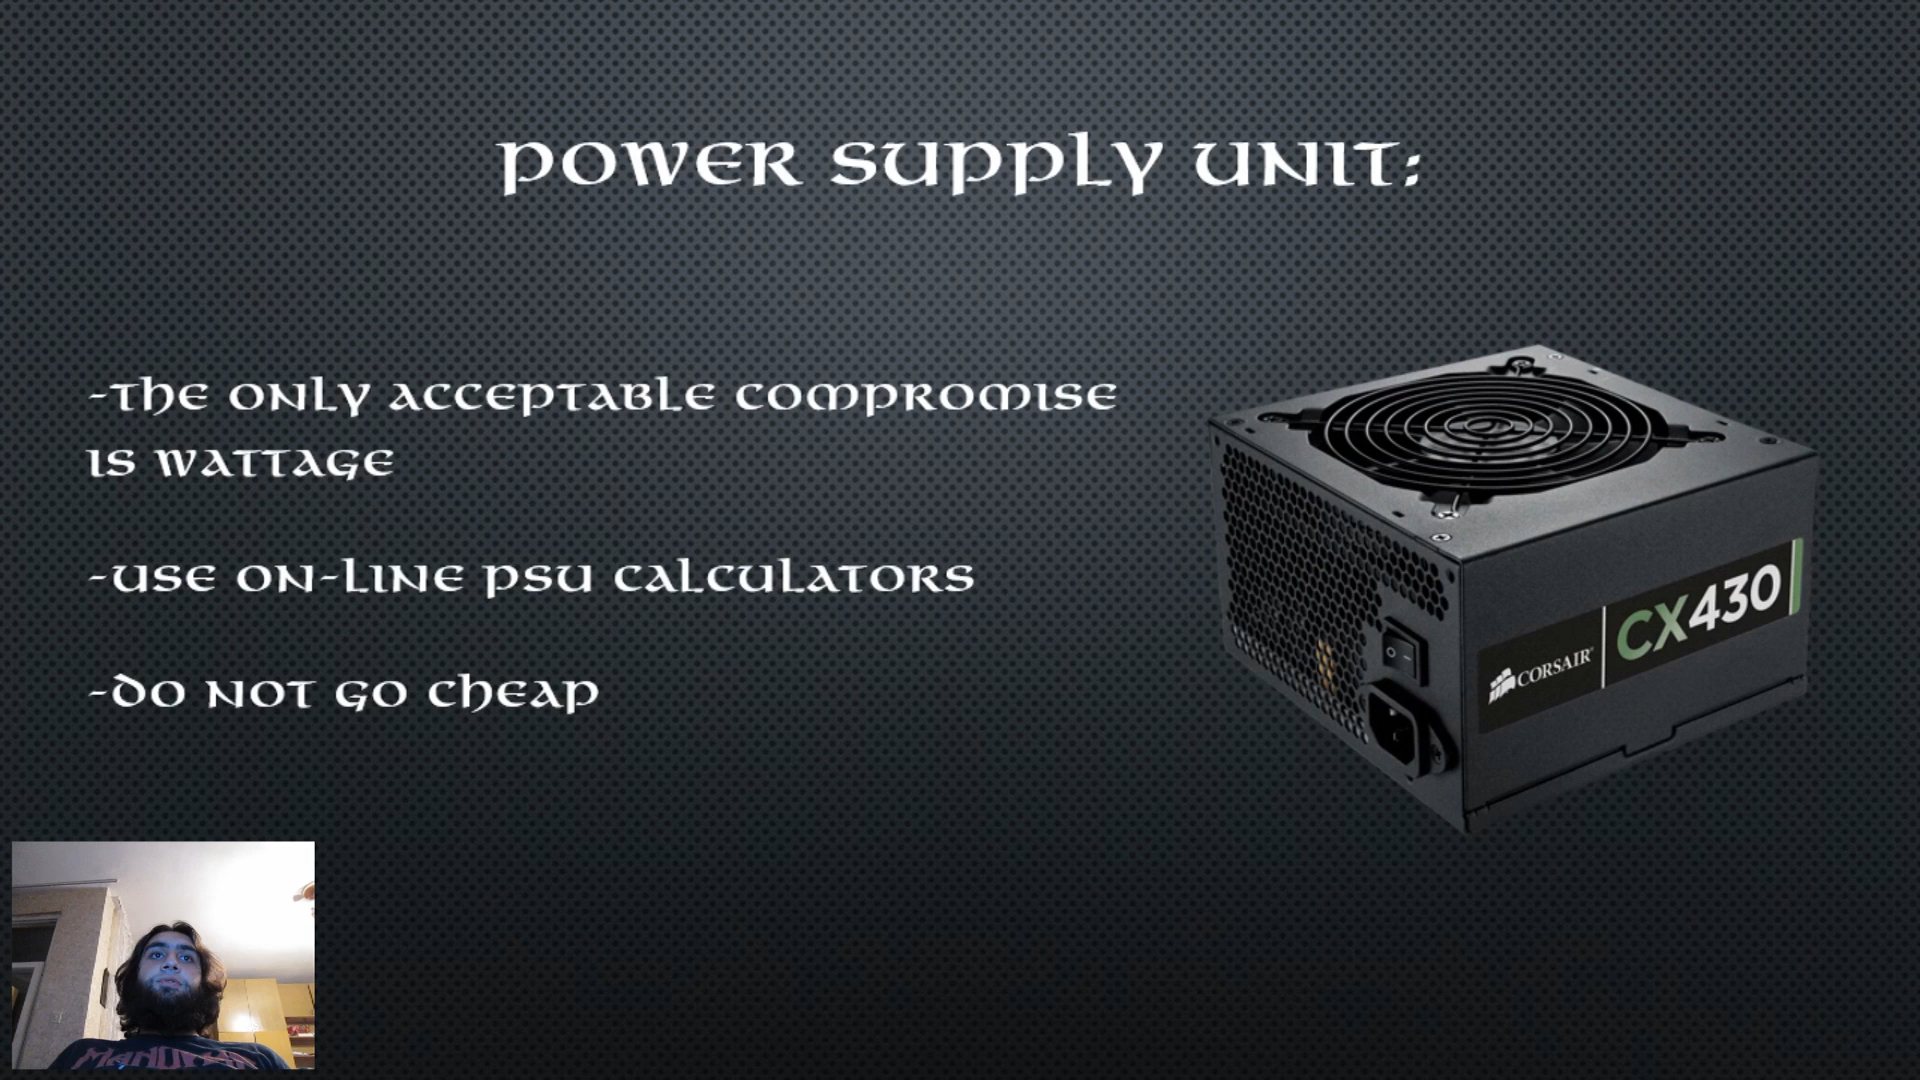 Power Supply Unit:
-The only acceptable compromise
is wattage
-Use on-line PSU calculators
-Do not go cheap
CORSAIR
CX430
MANOWAR